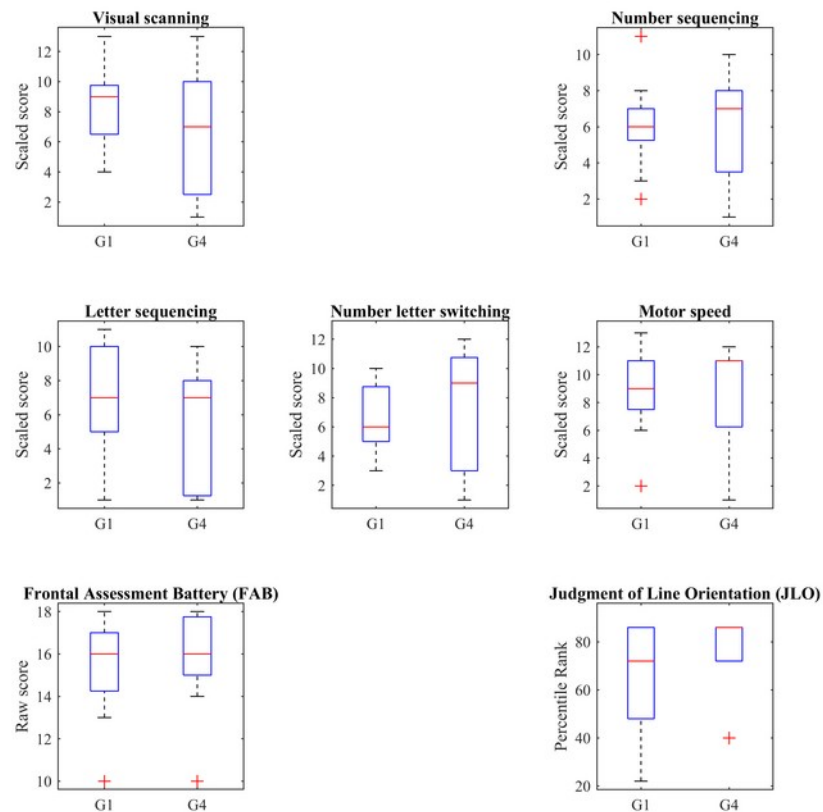 Visual scanning
Scaled score
12
10
8
6
4
2
G1 G4
Number sequencing
Scaled score
10
8
6
4
2
G1 G4
Letter sequencing
Scaled score
10
8
6
4
2
G1 G4
Number letter switching
Scaled score
12
10
8
6
4
2
G1 G4
Motor speed
Scaled score
12
10
8
6
4
2
G1 G4
Frontal Assessment Battery (FAB)
Raw score
18
16
14
12
10
G1 G4
Judgment of Line Orientation (JLO)
Percentile Rank
80
60
40
20
G1 G4